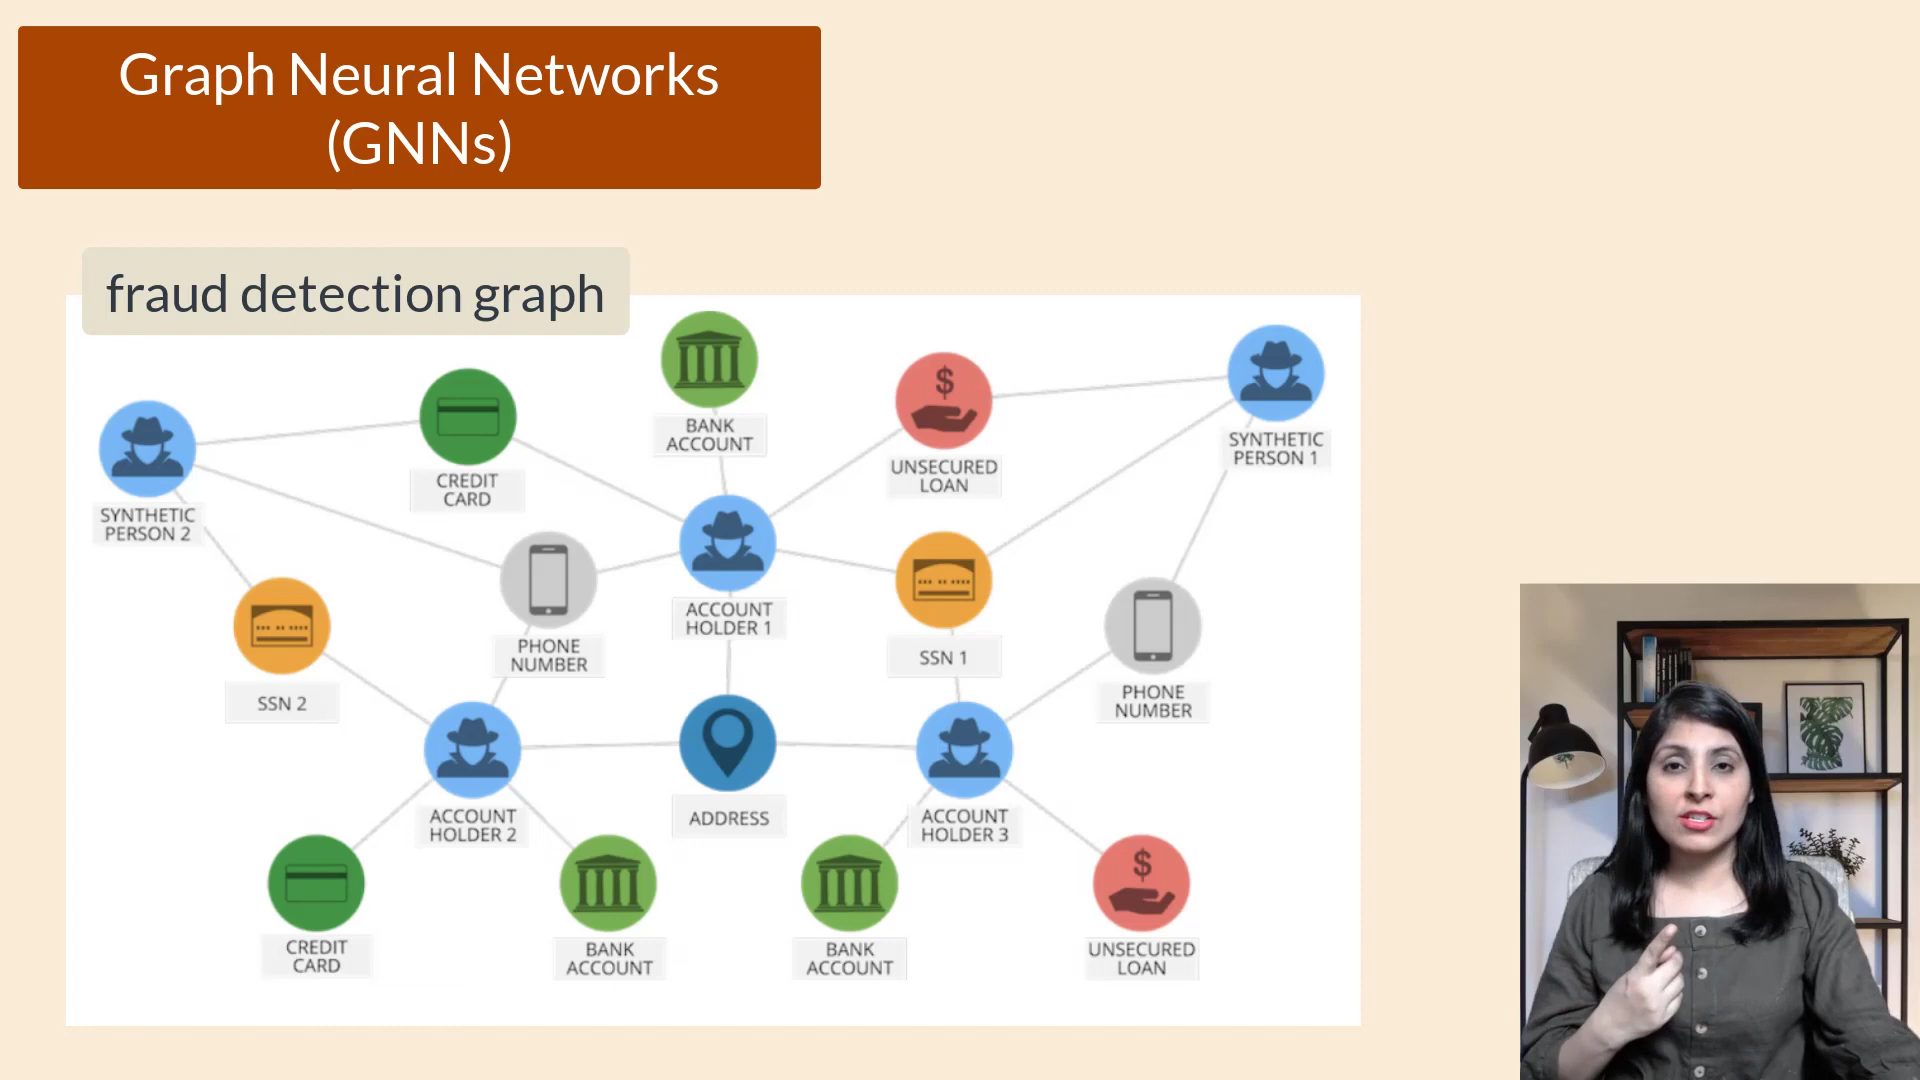 Graph Neural Networks
(GNNs)
fraud detection graph
BANK
ACCOUNT
SYNTHETIC
PERSON 1
UNSECURED
LOAN
CREDIT
CARD
SYNTHETIC
PERSON 2
ACCOUNT
HOLDER 1
PHONE
NUMBER
SSN 1
SSN 2
PHONE
NUMBER
ACCOUNT
HOLDER 2
ADDRESS
ACCOUNT
HOLDER 3
CREDIT
CARD
BANK
ACCOUNT
BANK
ACCOUNT
UNSECURED
LOAN